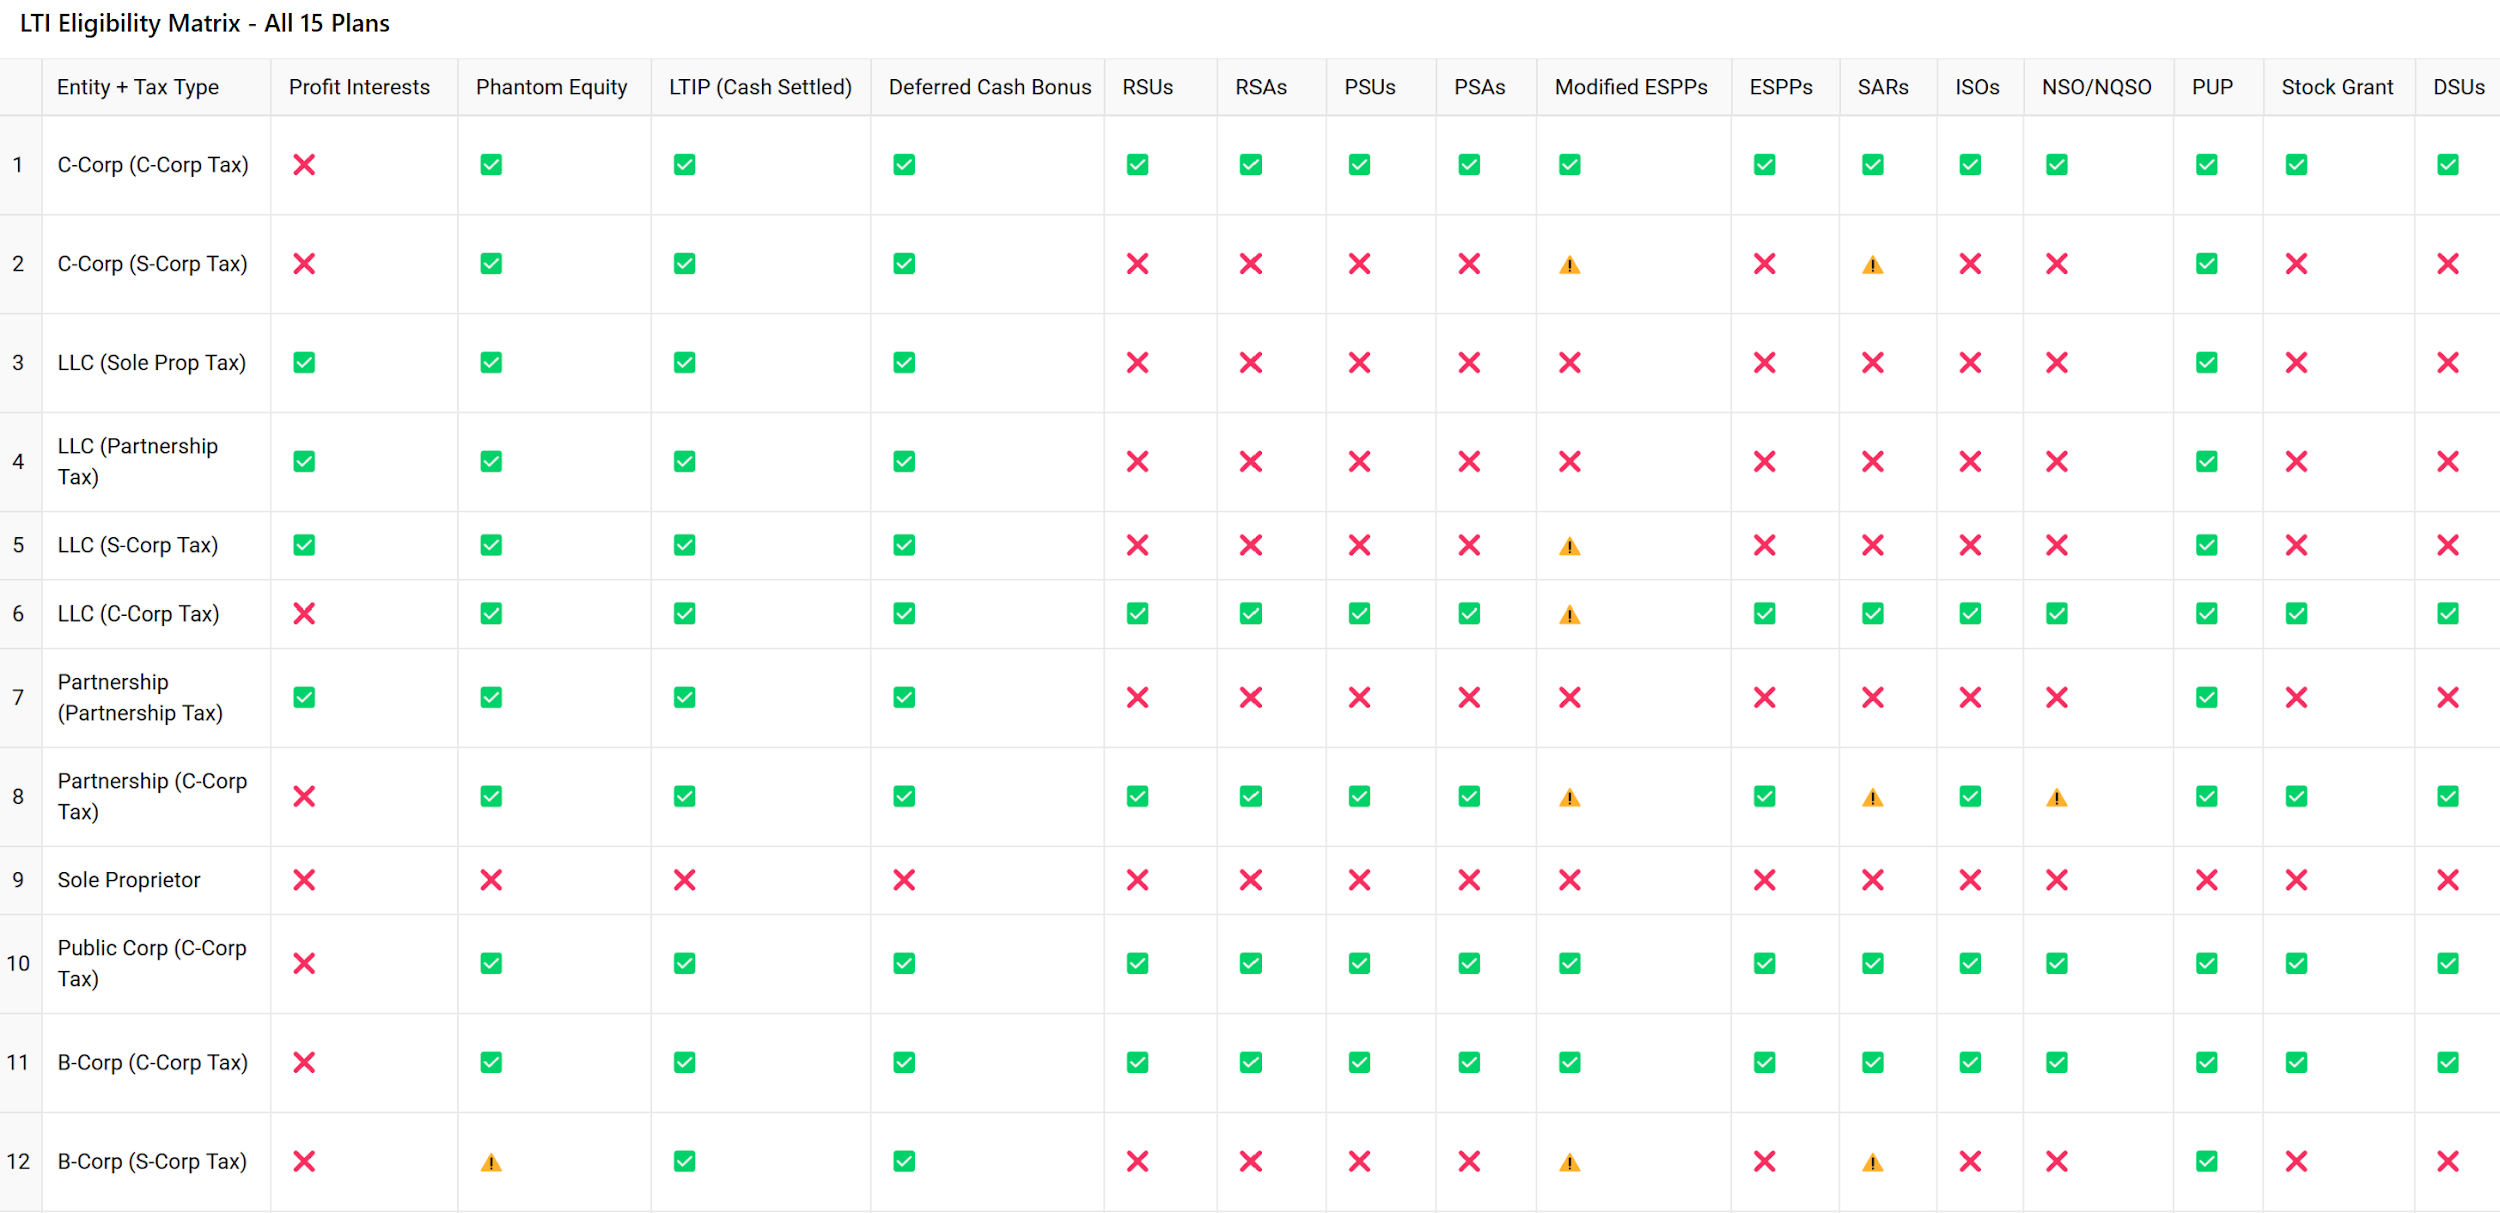 LTI Eligibility Matrix - All 15 Plans
Entity + Tax Type Profit Interests Phantom Equity LTIP (Cash Settled) Deferred Cash Bonus RSUs RSAs PSUs PSAs Modified ESPPs ESPPs SARs ISOs NSO/NQSO PUP Stock Grant DSUs
1 C-Corp (C-Corp Tax) ❌ ✅ ✅ ✅ ✅ ✅ ✅ ✅ ✅ ✅ ✅ ✅ ✅ ✅ ✅ ✅
2 C-Corp (S-Corp Tax) ❌ ✅ ✅ ✅ ❌ ❌ ❌ ❌ ⚠️ ❌ ⚠️ ❌ ❌ ✅ ❌ ❌
3 LLC (Sole Prop Tax) ✅ ✅ ✅ ✅ ❌ ❌ ❌ ❌ ❌ ❌ ❌ ❌ ❌ ✅ ❌ ❌
4 LLC (Partnership
Tax) ✅ ✅ ✅ ✅ ❌ ❌ ❌ ❌ ❌ ❌ ❌ ❌ ❌ ✅ ❌ ❌
5 LLC (S-Corp Tax) ✅ ✅ ✅ ✅ ❌ ❌ ❌ ❌ ⚠️ ❌ ❌ ❌ ❌ ✅ ❌ ❌
6 LLC (C-Corp Tax) ❌ ✅ ✅ ✅ ✅ ✅ ✅ ✅ ⚠️ ✅ ✅ ✅ ✅ ✅ ✅ ✅
7 Partnership
(Partnership Tax) ✅ ✅ ✅ ✅ ❌ ❌ ❌ ❌ ❌ ❌ ❌ ❌ ❌ ✅ ❌ ❌
8 Partnership (C-Corp
Tax) ❌ ✅ ✅ ✅ ✅ ✅ ✅ ✅ ⚠️ ✅ ⚠️ ✅ ⚠️ ✅ ✅ ✅
9 Sole Proprietor ❌ ❌ ❌ ❌ ❌ ❌ ❌ ❌ ❌ ❌ ❌ ❌ ❌ ❌ ❌ ❌
10 Public Corp (C-Corp
Tax) ❌ ✅ ✅ ✅ ✅ ✅ ✅ ✅ ✅ ✅ ✅ ✅ ✅ ✅ ✅ ✅
11 B-Corp (C-Corp Tax) ❌ ✅ ✅ ✅ ✅ ✅ ✅ ✅ ✅ ✅ ✅ ✅ ✅ ✅ ✅ ✅
12 B-Corp (S-Corp Tax) ❌ ⚠️ ✅ ✅ ❌ ❌ ❌ ❌ ⚠️ ❌ ⚠️ ❌ ❌ ✅ ❌ ❌